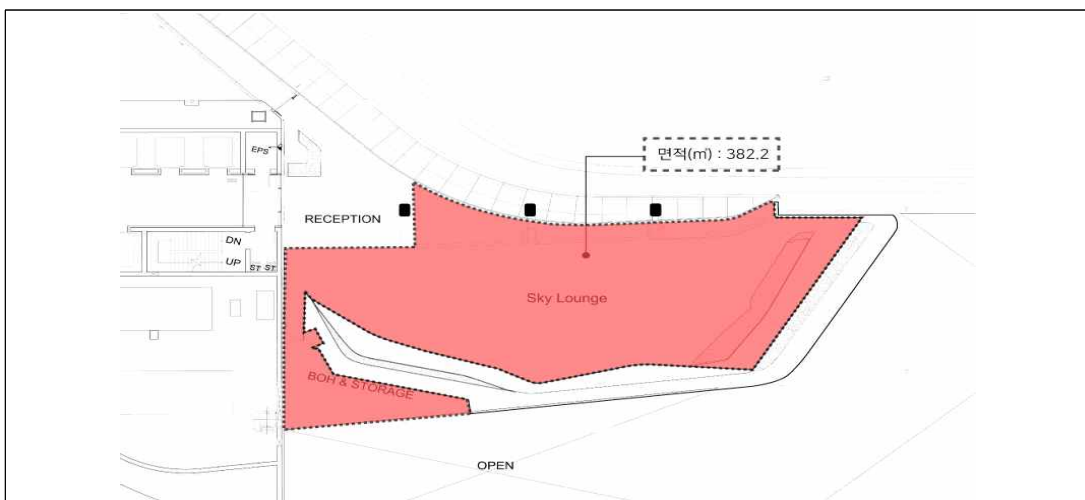 EPS
면적(㎡) : 382.2
RECEPTION
DN
UP
ST ST
Sky Lounge
BOH & STORAGE
OPEN